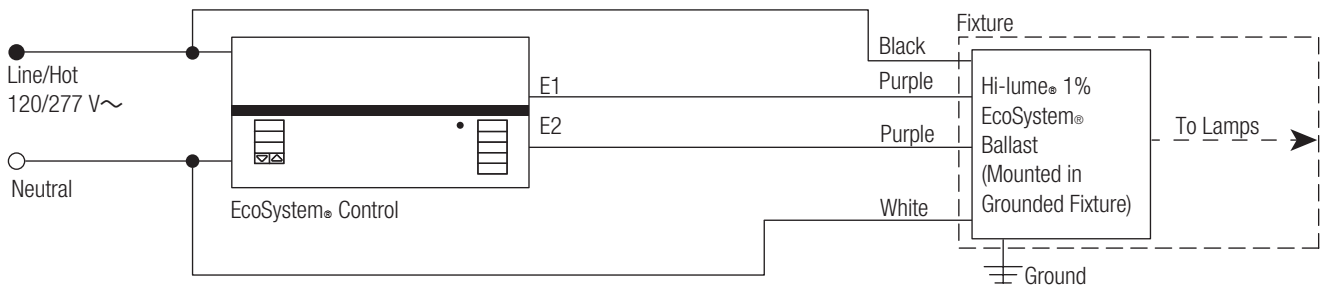 Fixture
Black
Line/Hot
120/277 V～
E1
Purple
Hi-lume® 1%
EcoSystem®
Ballast
(Mounted in
Grounded Fixture)
E2
Purple
To Lamps
Neutral
EcoSystem® Control
White
Ground